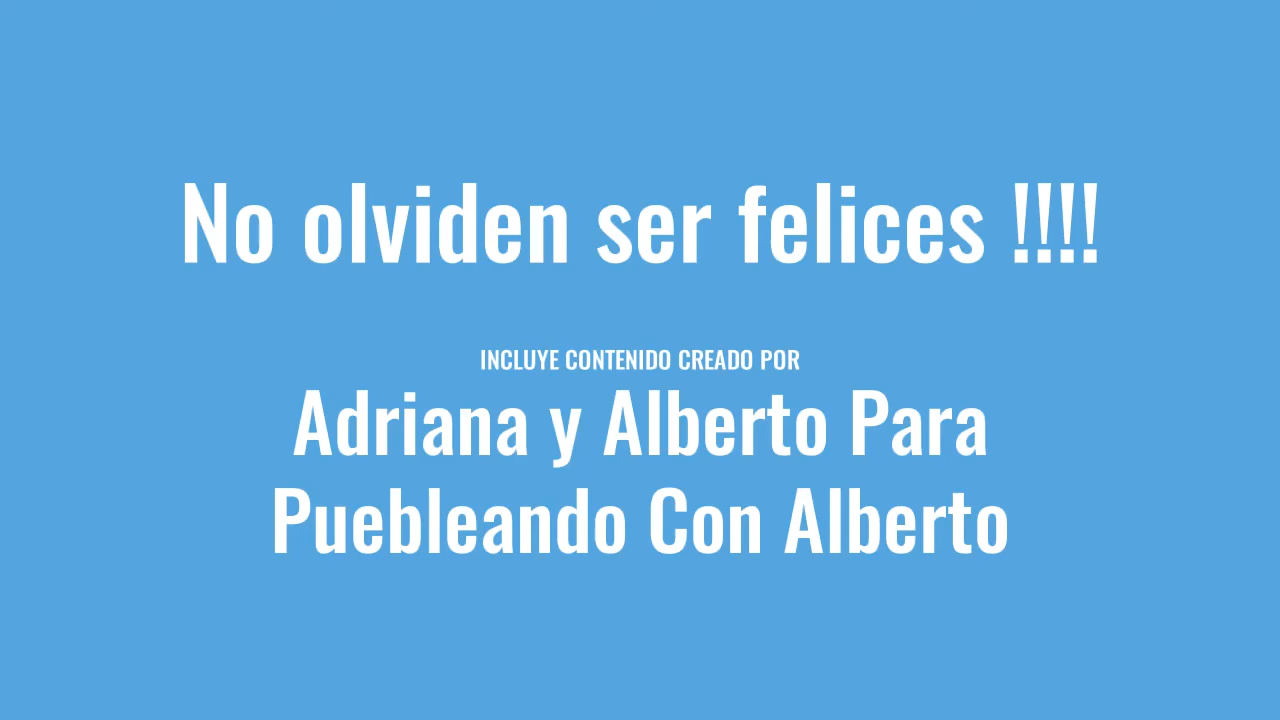 No olviden ser felices !!!!
INCLUYE CONTENIDO CREADO POR
Adriana y Alberto Para
Puebleando Con Alberto